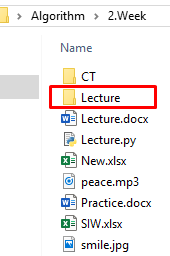 Algorithm > 2.Week
Name
CT
Lecture
Lecture.docx
Lecture.py
New.xlsx
peace.mp3
Practice.docx
SIW.xlsx
smile.jpg